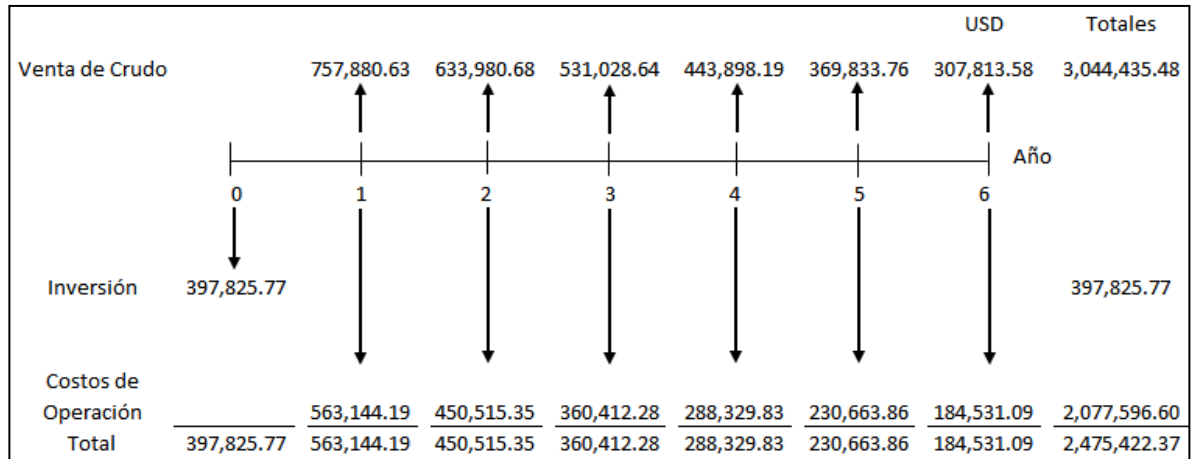 USD Totales
Venta de Crudo 757,880.63 633,980.68 531,028.64 443,898.19 369,833.76 307,813.58 3,044,435.48
Año
0 1 2 3 4 5 6
Inversión 397,825.77 397,825.77
Costos de
Operación 563,144.19 450,515.35 360,412.28 288,329.83 230,663.86 184,531.09 2,077,596.60
Total 397,825.77 563,144.19 450,515.35 360,412.28 288,329.83 230,663.86 184,531.09 2,475,422.37